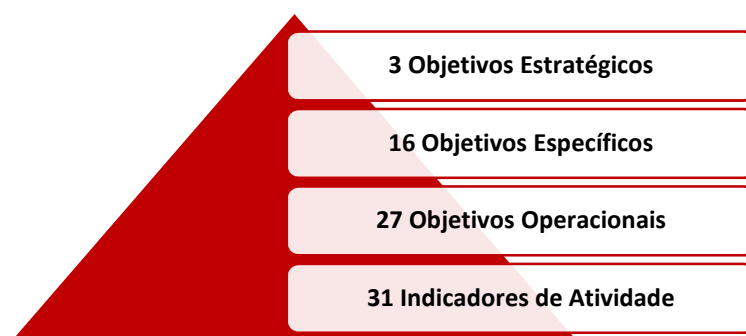 3 Objetivos Estratégicos
16 Objetivos Específicos
27 Objetivos Operacionais
31 Indicadores de Atividade